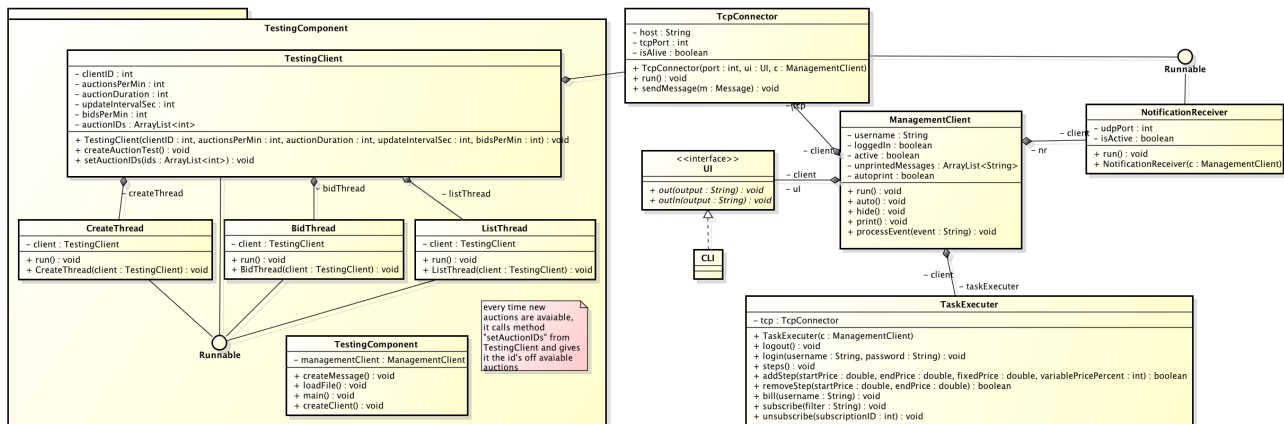 TestingComponent
TestingClient
- clientID : int
- auctionsPerMin : int
- auctionDuration : int
- updateIntervalSec : int
- bidsPerMin : int
- auctionIDs : ArrayList<int>
+ TestingClient(clientID : int, auctionsPerMin : int, auctionDuration : int, updateIntervalSec : int, bidsPerMin : int) : void
+ createAuctionTest() : void
+ setAuctionIDs(ids : ArrayList<int>) : void
- createThread
- bidThread
- listThread
CreateThread
- client : TestingClient
+ run() : void
+ CreateThread(client : TestingClient) : void
BidThread
- client : TestingClient
+ run() : void
+ BidThread(client : TestingClient) : void
ListThread
- client : TestingClient
+ run() : void
+ ListThread(client : TestingClient) : void
Runnable
every time new
auctions are avaiable,
it calls method
"setAuctionIDs" from
TestingClient and gives
it the id's off avaiable
auctions
TestingComponent
- managementClient : ManagementClient
+ createMessage() : void
+ loadFile() : void
+ main() : void
+ createClient() : void
TcpConnector
- host : String
- tcpPort : int
- isAlive : boolean
+ TcpConnector(port : int, ui : UI, c : ManagementClient)
+ run() : void
+ sendMessage(m : Message) : void
Runnable
- tcp
- client
ManagementClient
- username : String
- loggedIn : boolean
- active : boolean
- unprintedMessages : ArrayList<String>
- autoprint : boolean
+ run() : void
+ auto() : void
+ hide() : void
+ print() : void
+ processEvent(event : String) : void
- client
- nr
NotificationReceiver
- udpPort : int
- isActive : boolean
+ run() : void
+ NotificationReceiver(c : ManagementClient)
<<interface>>
UI
+ out(output : String) : void
+ outln(output : String) : void
- client
- ul
CLI
- client
- taskExecuter
TaskExecuter
- tcp : TcpConnector
+ TaskExecuter(c : ManagementClient)
+ logout() : void
+ login(username : String, password : String) : void
+ steps() : void
+ addStep(startPrice : double, endPrice : double, fixedPrice : double, variablePricePercent : int) : boolean
+ removeStep(startPrice : double, endPrice : double) : boolean
+ bill(username : String) : void
+ subscribe(filter : String) : void
+ unsubscribe(subscriptionID : int) : void